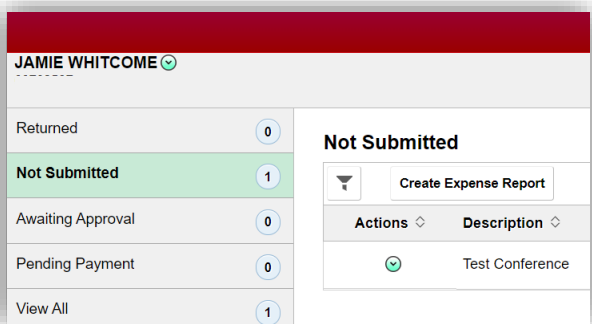 JAMIE WHITCOME
Returned 0
Not Submitted 1
Awaiting Approval 0
Pending Payment 0
View All 1
Not Submitted
Create Expense Report
Actions Description
Test Conference